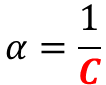 α = 1/C